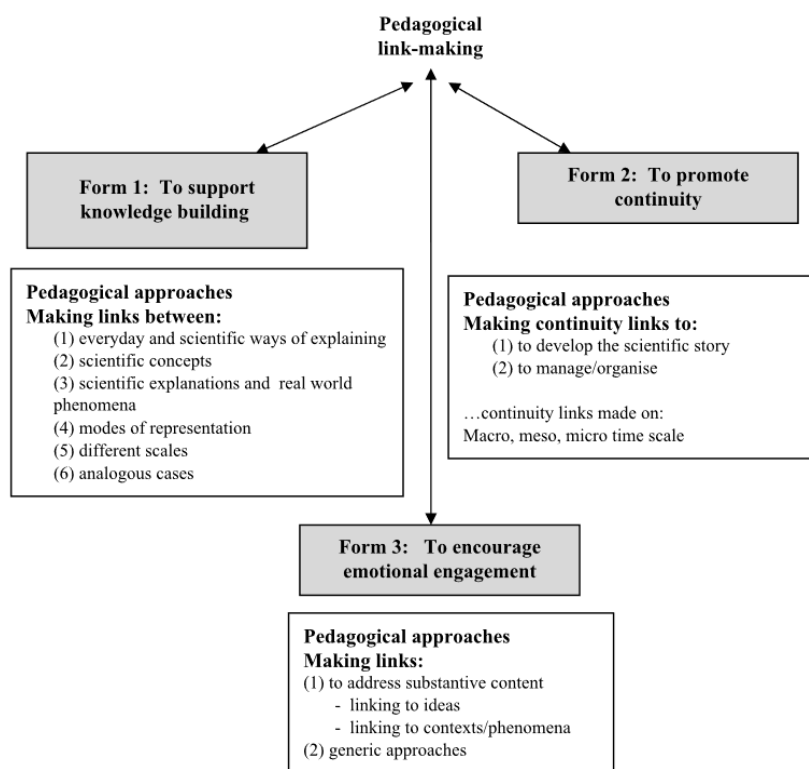 Pedagogical
link-making
Form 1: To support
knowledge building
Form 2: To promote
continuity
Pedagogical approaches
Making links between:
(1) everyday and scientific ways of explaining
(2) scientific concepts
(3) scientific explanations and real world
phenomena
(4) modes of representation
(5) different scales
(6) analogous cases
Pedagogical approaches
Making continuity links to:
(1) to develop the scientific story
(2) to manage/organise
…continuity links made on:
Macro, meso, micro time scale
Form 3: To encourage
emotional engagement
Pedagogical approaches
Making links:
(1) to address substantive content
- linking to ideas
- linking to contexts/phenomena
(2) generic approaches